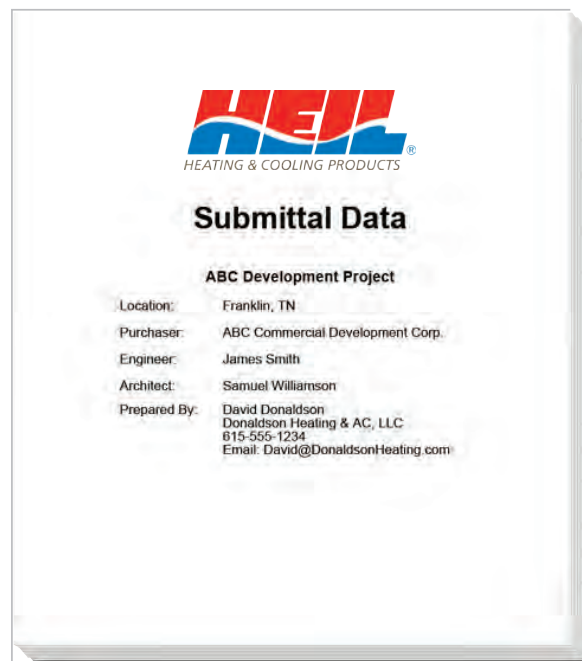 HEIL®
HEATING & COOLING PRODUCTS
Submittal Data
ABC Development Project
Location: Franklin, TN
Purchaser: ABC Commercial Development Corp.
Engineer: James Smith
Architect: Samuel Williamson
Prepared By: David Donaldson
Donaldson Heating & AC, LLC
615-555-1234
Email: David@DonaldsonHeating.com